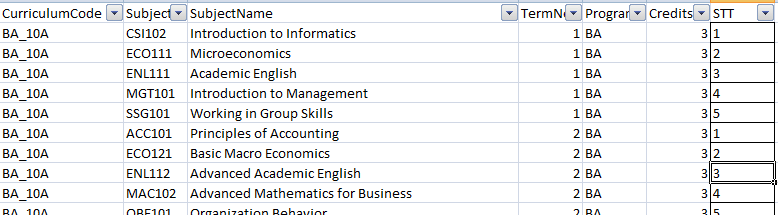 CurriculumCode Subject SubjectName TermNo Program Credits STT
BA_10A CSI102 Introduction to Informatics 1 BA 3 1
BA_10A ECO111 Microeconomics 1 BA 3 2
BA_10A ENL111 Academic English 1 BA 3 3
BA_10A MGT101 Introduction to Management 1 BA 3 4
BA_10A SSG101 Working in Group Skills 1 BA 3 5
BA_10A ACC101 Principles of Accounting 2 BA 3 1
BA_10A ECO121 Basic Macro Economics 2 BA 3 2
BA_10A ENL112 Advanced Academic English 2 BA 3 3
BA_10A MAC102 Advanced Mathematics for Business 2 BA 3 4
BA_10A OBE101 Organization Behavior 2 BA 3 5